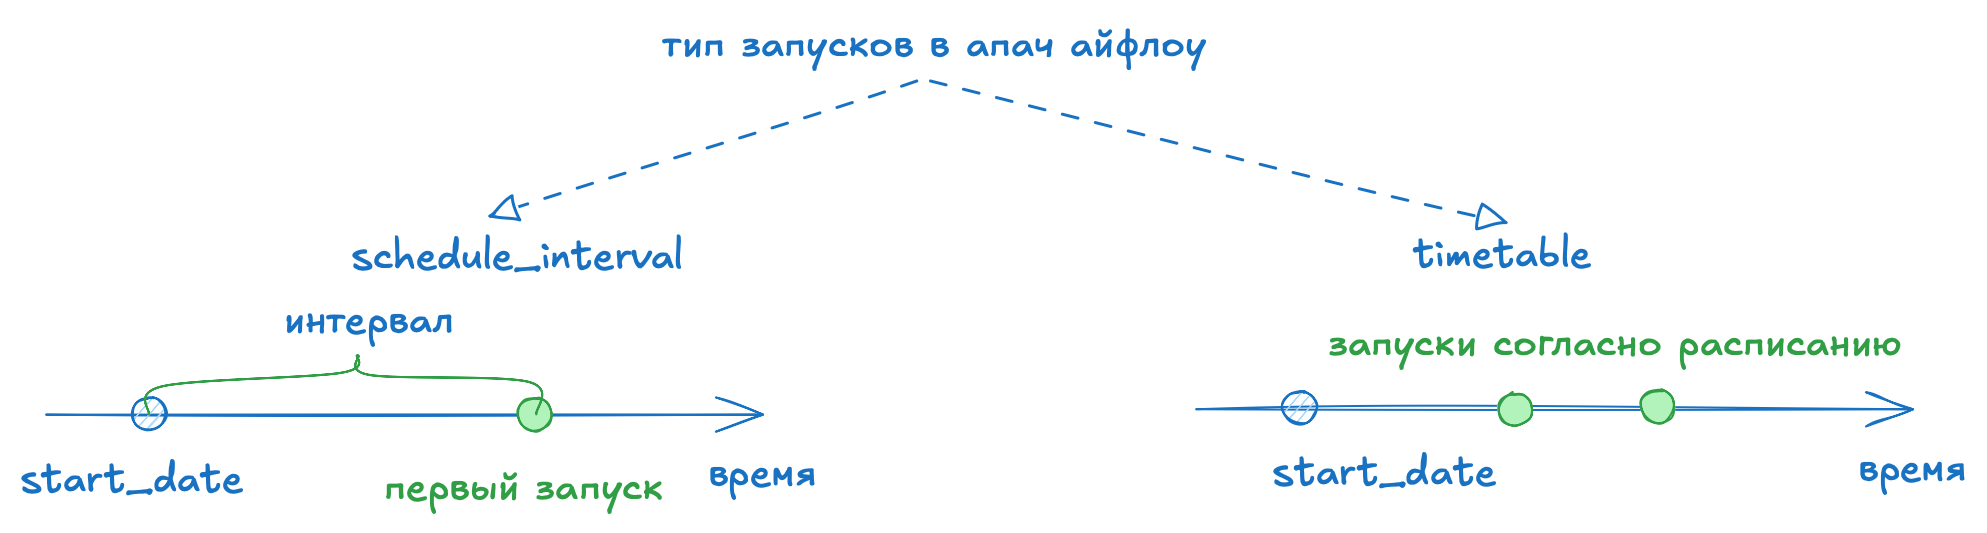 тип запусков в апач айфлоу
schedule_interval
timetable
интервал
запуски согласно расписанию
start_date
первый запуск
время
start_date
время